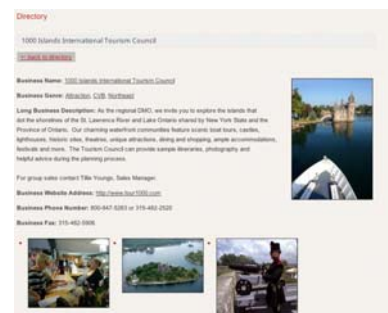 Directory
1000 Islands International Tourism Council
<< back to directory
Business Name: 1000 Islands International Tourism Council
Business Genre: Attraction, CVB, Northeast
Long Business Description: As the regional DMO, we invite you to explore the islands that
dot the shorelines of the St. Lawrence River and Lake Ontario shared by New York State and the
Province of Ontario. Our charming waterfront communities feature scenic boat tours, castles,
lighthouses, historic sites, theatres, unique attractions, dining and shopping, ample accommodations,
festivals and more. The Tourism Council can provide sample itineraries, photography and
helpful advice during the planning process.
For group sales contact Tillie Youngs, Sales Manager.
Business Website Address: http://www.tour1000.com
Business Phone Number: 800-847-5263 or 315-482-2520
Business Fax: 315-482-5906